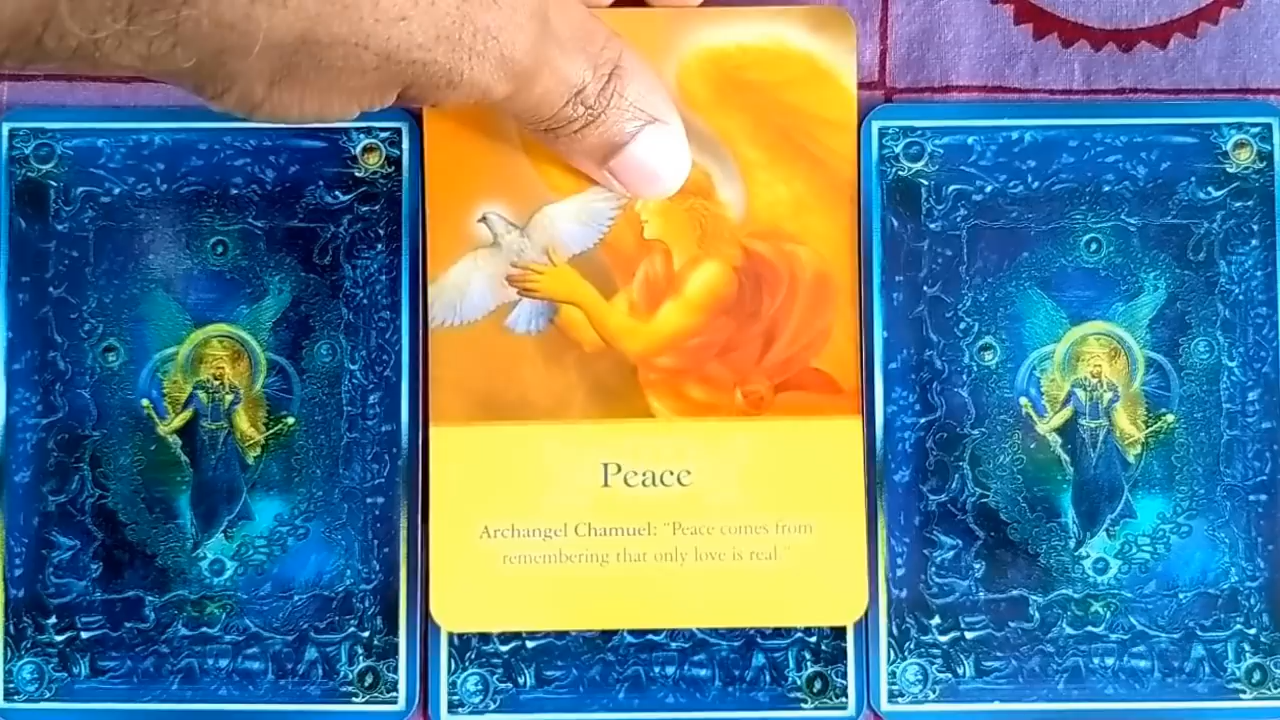 Peace
Archangel Chamuel: "Peace comes from
remembering that only love is real."